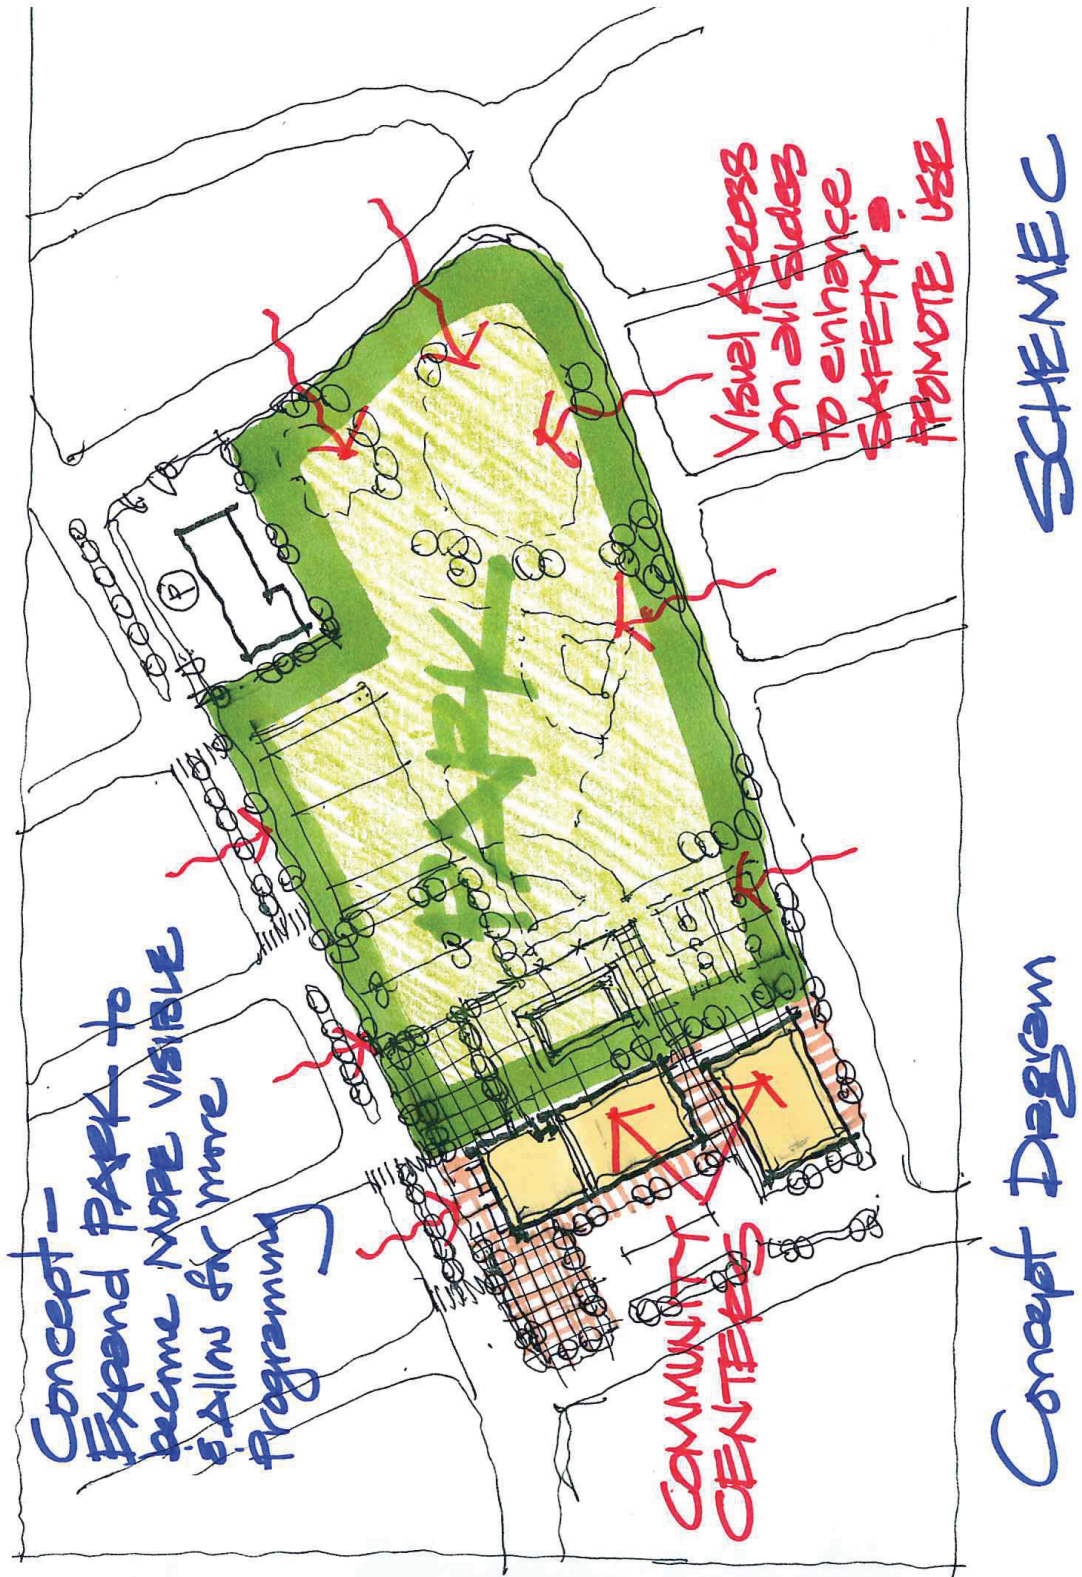 Concept -
Expand PARK to
become MORE VISIBLE
& Allow for more
Programming
PARK
P
Visual Access
on all sides
to enhance
SAFETY &
PROMOTE USE
COMMUNITY
CENTERS
Concept Diagram
SCHEME C